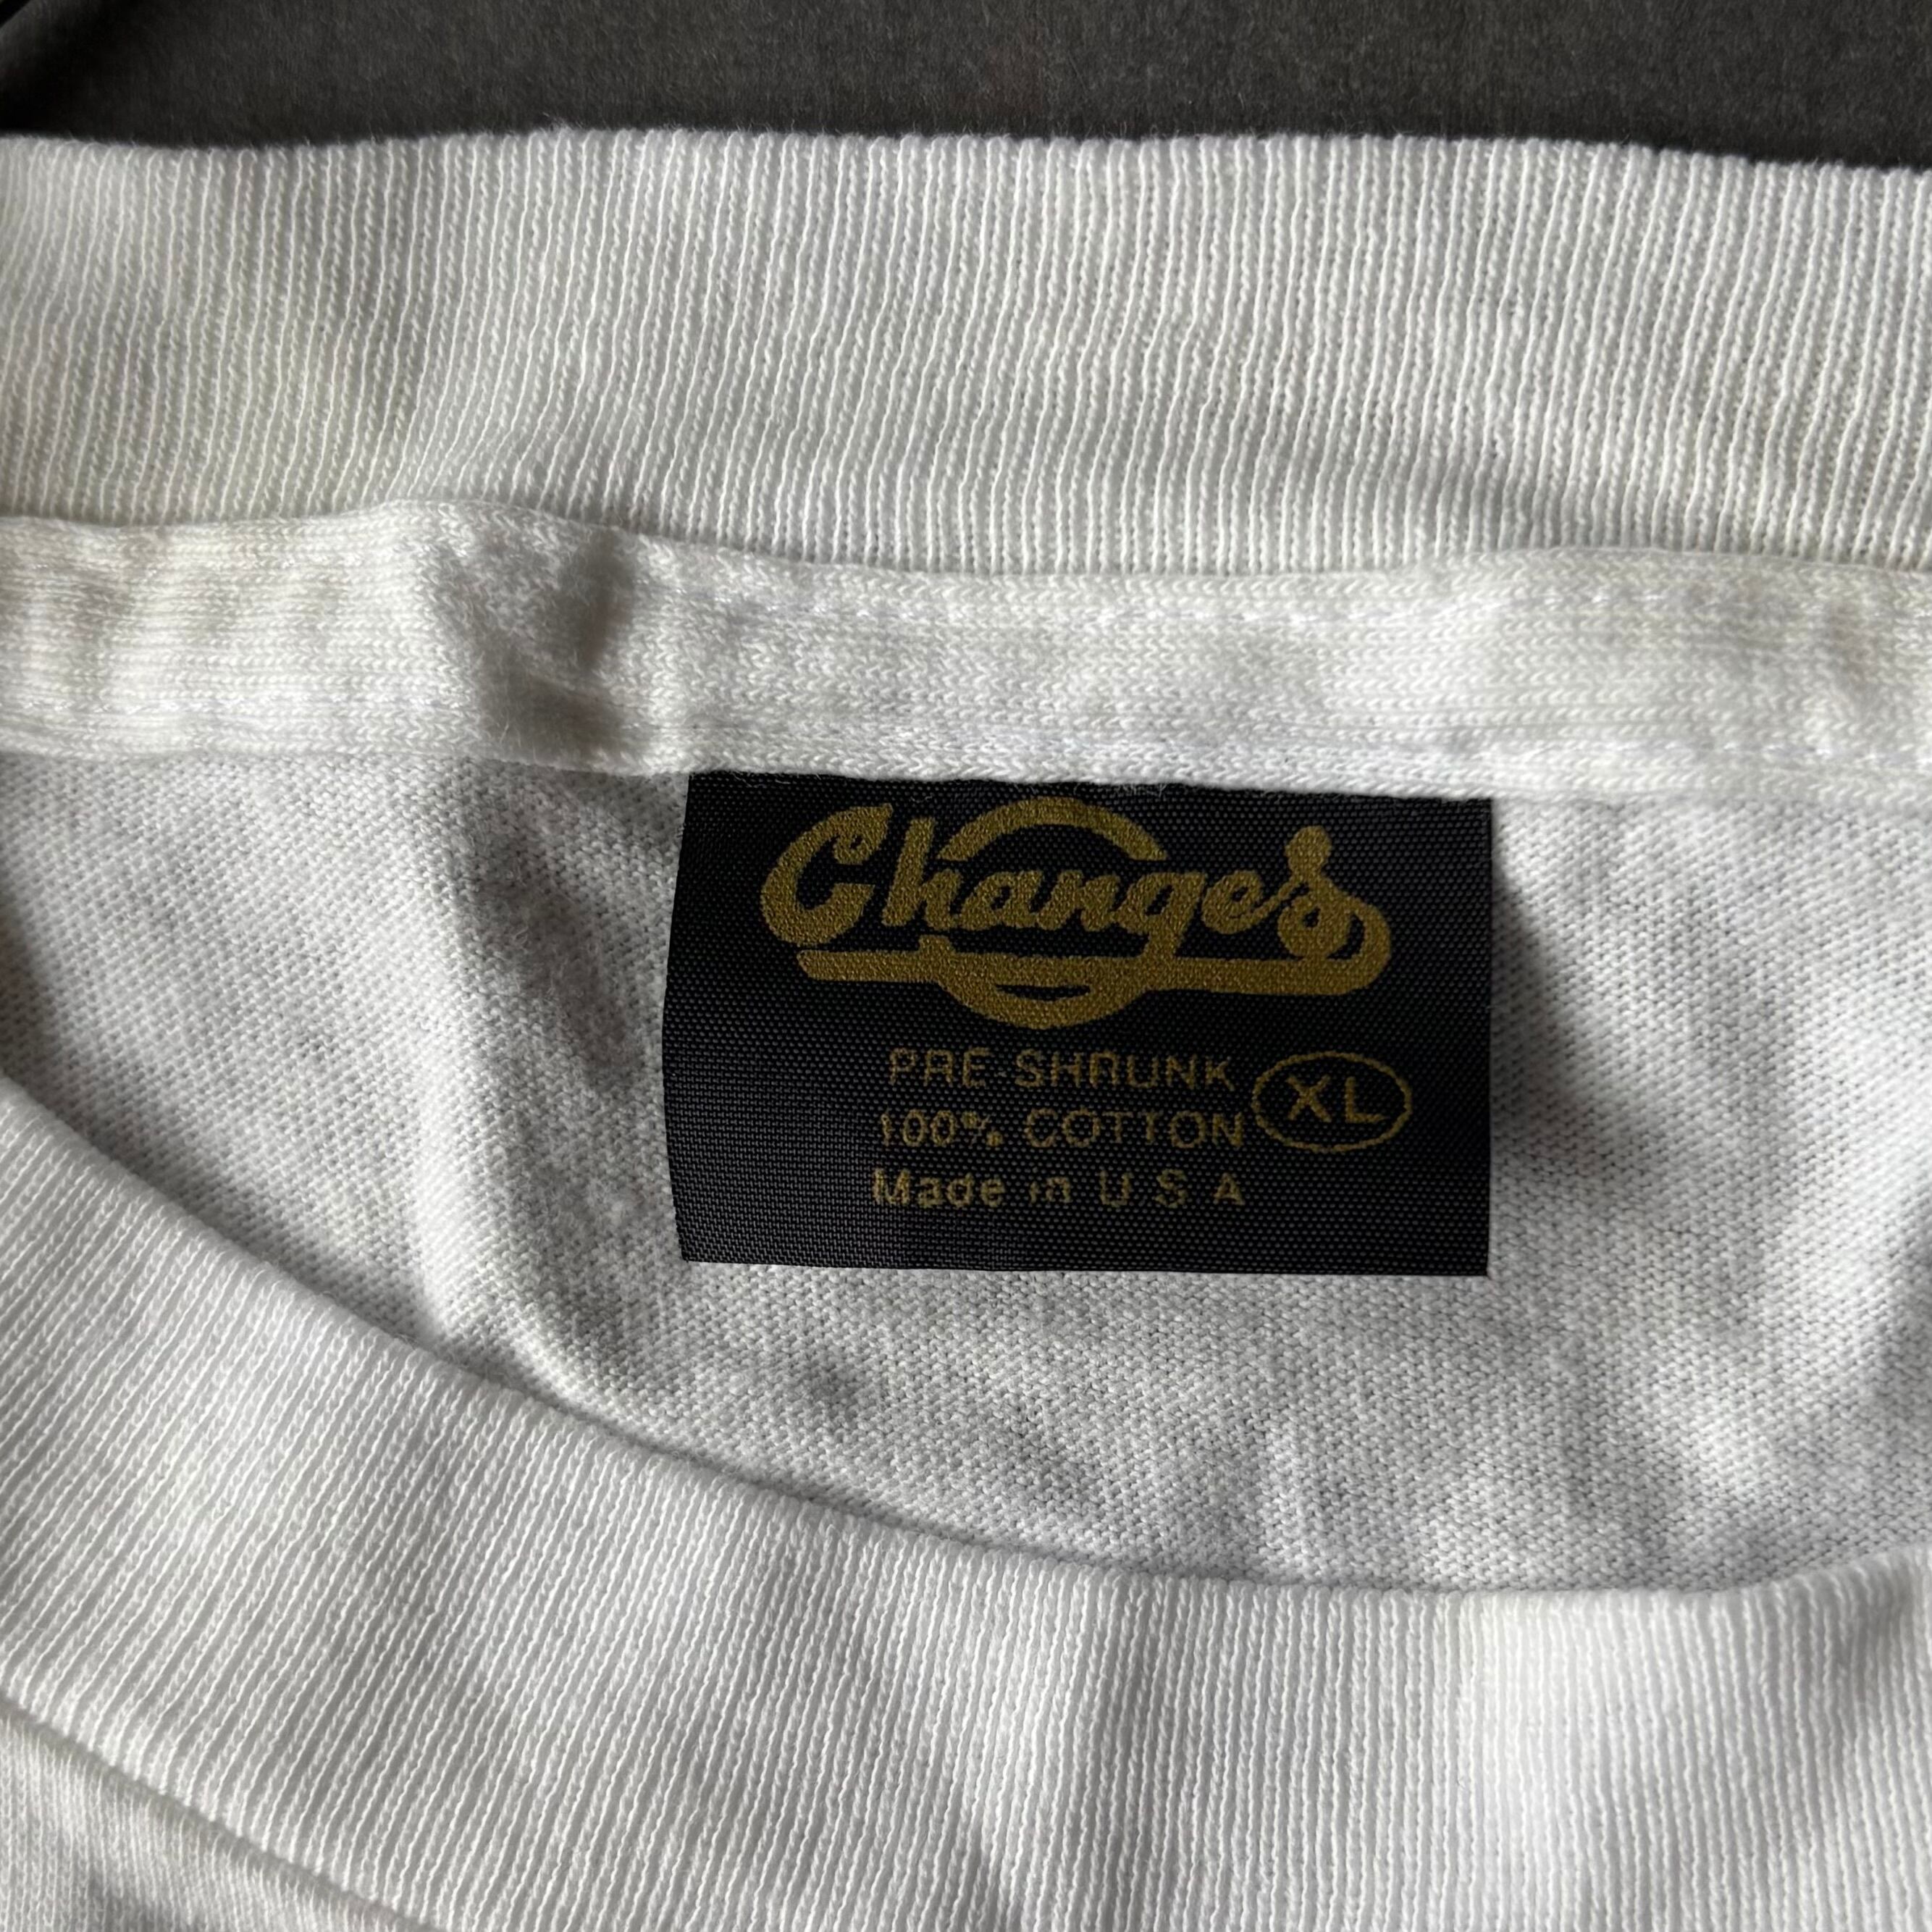 Changes
PRE-SHRUNK
100% COTTON
XL
Made in U S A